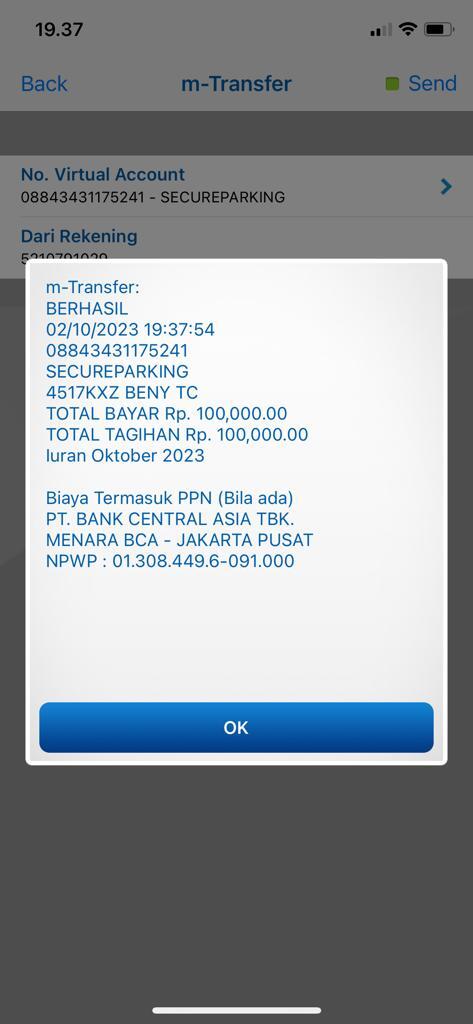 19.37
Back m-Transfer Send
No. Virtual Account
08843431175241 - SECUREPARKING
Dari Rekening
m-Transfer:
BERHASIL
02/10/2023 19:37:54
08843431175241
SECUREPARKING
4517KXZ BENY TC
TOTAL BAYAR Rp. 100,000.00
TOTAL TAGIHAN Rp. 100,000.00
Iuran Oktober 2023
Biaya Termasuk PPN (Bila ada)
PT. BANK CENTRAL ASIA TBK.
MENARA BCA - JAKARTA PUSAT
NPWP : 01.308.449.6-091.000
OK